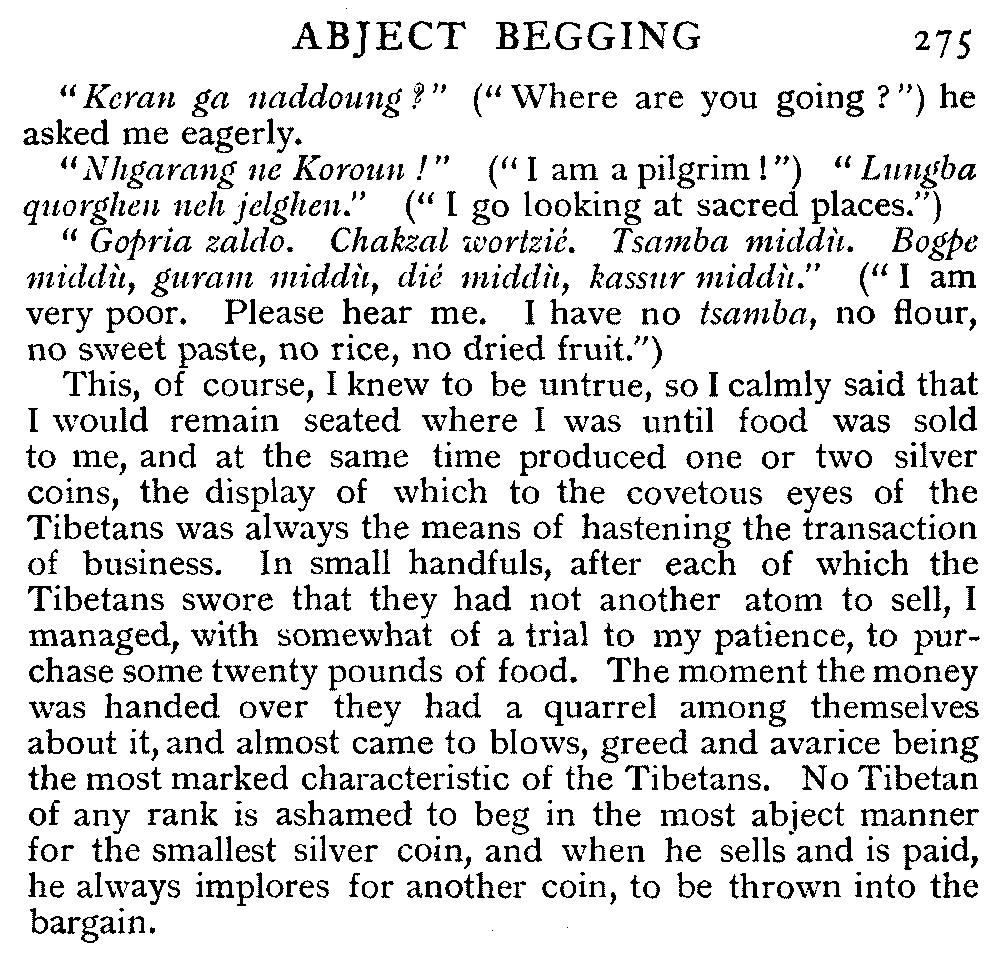 ABJECT BEGGING 275
"Keran ga naddoung?" ("Where are you going?") he
asked me eagerly.
"Nhgarang ne Koroun!" ("I am a pilgrim!") "Lungba
quorghen neh jelghen." ("I go looking at sacred places.")
"Gopria zaldo. Chakzal wortzié. Tsamba middù. Bogpe
middù, guram middù, dié middù, kassur middù." ("I am
very poor. Please hear me. I have no tsamba, no flour,
no sweet paste, no rice, no dried fruit.")
This, of course, I knew to be untrue, so I calmly said that
I would remain seated where I was until food was sold
to me, and at the same time produced one or two silver
coins, the display of which to the covetous eyes of the
Tibetans was always the means of hastening the transaction
of business. In small handfuls, after each of which the
Tibetans swore that they had not another atom to sell, I
managed, with somewhat of a trial to my patience, to pur-
chase some twenty pounds of food. The moment the money
was handed over they had a quarrel among themselves
about it, and almost came to blows, greed and avarice being
the most marked characteristic of the Tibetans. No Tibetan
of any rank is ashamed to beg in the most abject manner
for the smallest silver coin, and when he sells and is paid,
he always implores for another coin, to be thrown into the
bargain.